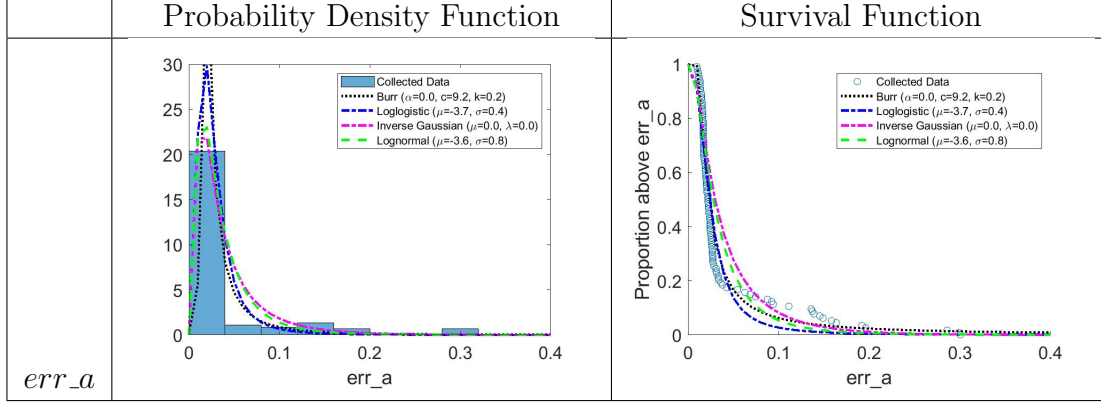 Probability Density Function
Survival Function
30
25
20
15
10
5
0
0
0.1
0.2
0.3
0.4
err_a
Collected Data
Burr (α=0.0, c=9.2, k=0.2)
Loglogistic (μ=-3.7, σ=0.4)
Inverse Gaussian (μ=0.0, λ=0.0)
Lognormal (μ=-3.6, σ=0.8)
Proportion above err_a
1
0.8
0.6
0.4
0.2
0
0
0.1
0.2
0.3
0.4
err_a
Collected Data
Burr (α=0.0, c=9.2, k=0.2)
Loglogistic (μ=-3.7, σ=0.4)
Inverse Gaussian (μ=0.0, λ=0.0)
Lognormal (μ=-3.6, σ=0.8)
err_a